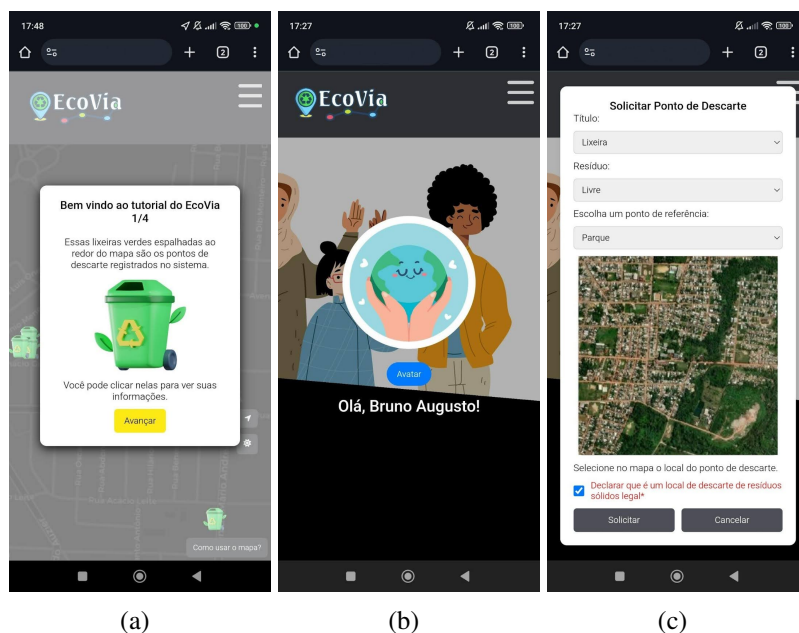 17:48
100
2
EcoVia
Bem vindo ao tutorial do EcoVia
1/4
Essas lixeiras verdes espalhadas ao
redor do mapa são os pontos de
descarte registrados no sistema.
Você pode clicar nelas para ver suas
informações.
Avançar
Como usar o mapa?
(a)
17:27
100
2
EcoVia
Avatar
Olá, Bruno Augusto!
(b)
17:27
100
2
Solicitar Ponto de Descarte
Título:
Lixeira
Resíduo:
Livre
Escolha um ponto de referência:
Parque
Selecione no mapa o local do ponto de descarte.
Declarar que é um local de descarte de resíduos
sólidos legal*
Solicitar
Cancelar
(c)